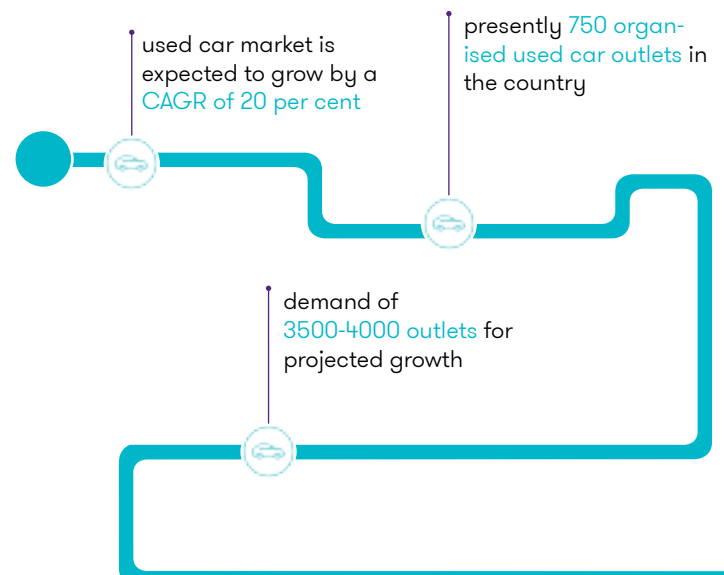 used car market is
expected to grow by a
CAGR of 20 per cent
presently 750 organ-
ised used car outlets in
the country
demand of
3500-4000 outlets for
projected growth